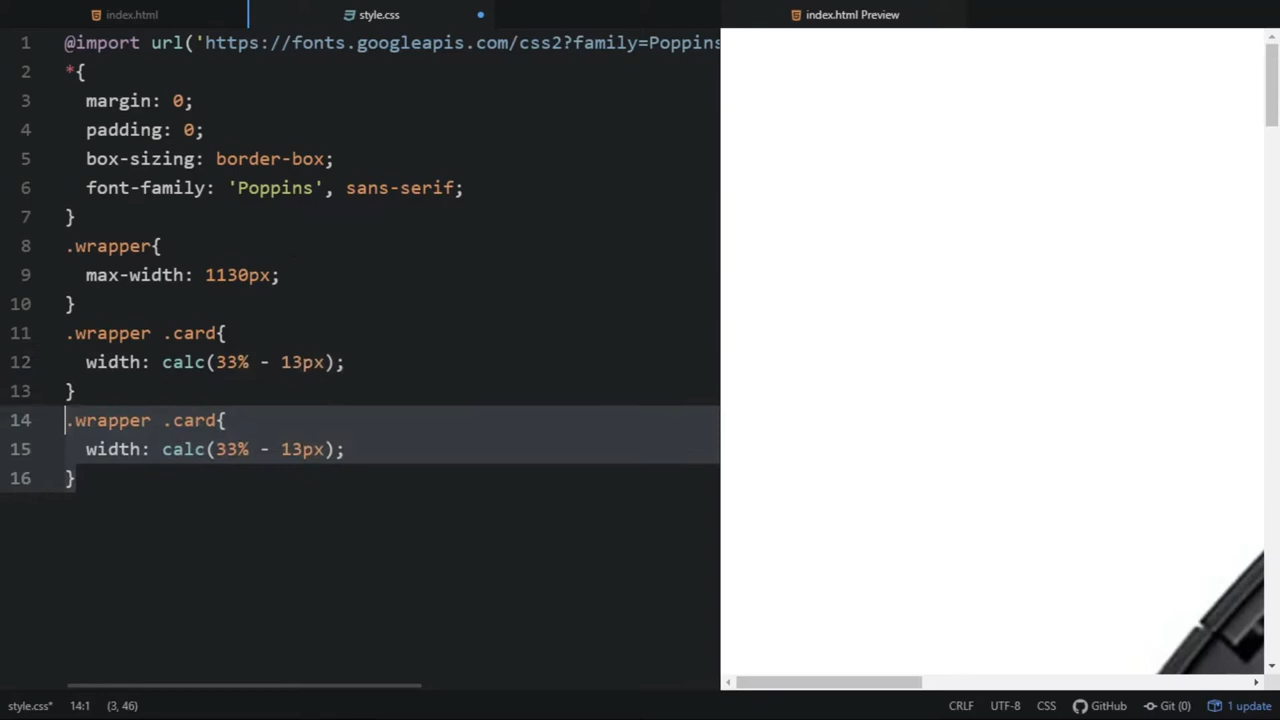 index.html
style.css
index.html Preview
1 @import url('https://fonts.googleapis.com/css2?family=Poppins
2 *{
3 margin: 0;
4 padding: 0;
5 box-sizing: border-box;
6 font-family: 'Poppins', sans-serif;
7 }
8 .wrapper{
9 max-width: 1130px;
10 }
11 .wrapper .card{
12 width: calc(33% - 13px);
13 }
14 .wrapper .card{
15 width: calc(33% - 13px);
16 }
style.css* 14:1 (3, 46) CRLF UTF-8 CSS GitHub Git (0) 1 update